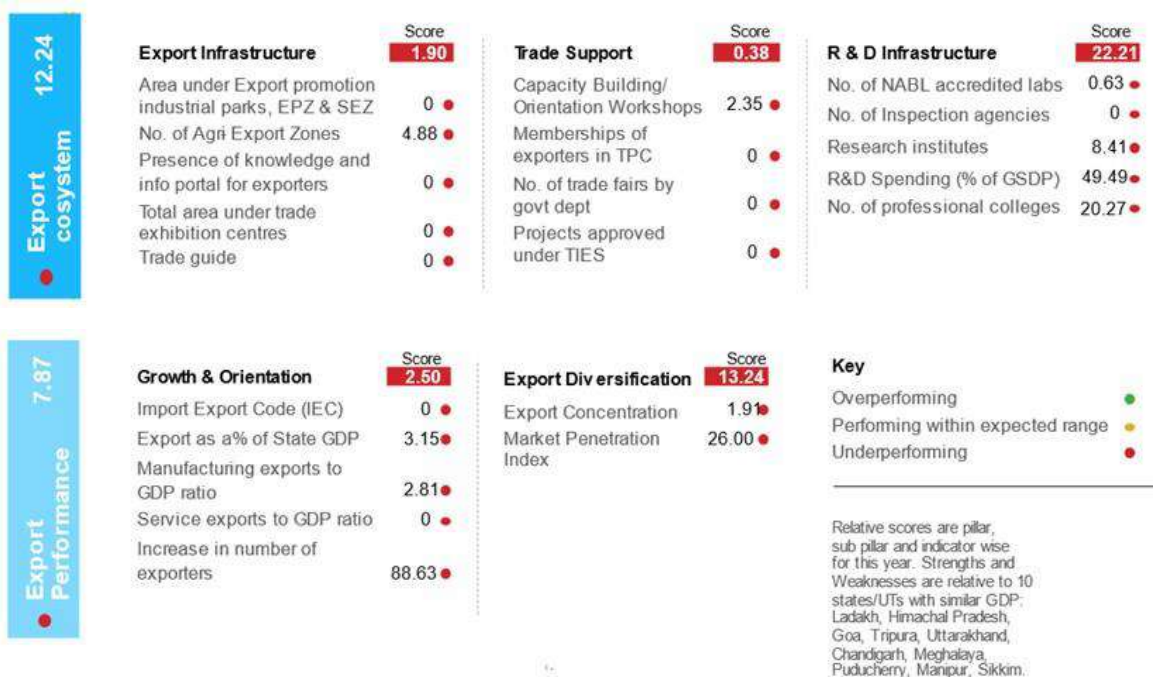 Export
cosystem
12.24
Score
Export Infrastructure 1.90
Area under Export promotion
industrial parks, EPZ & SEZ 0
No. of Agri Export Zones 4.88
Presence of knowledge and
info portal for exporters 0
Total area under trade
exhibition centres 0
Trade guide 0
Score
Trade Support 0.38
Capacity Building/
Orientation Workshops 2.35
Memberships of
exporters in TPC 0
No. of trade fairs by
govt dept 0
Projects approved
under TIES 0
Score
R & D Infrastructure 22.21
No. of NABL accredited labs 0.63
No. of Inspection agencies 0
Research institutes 8.41
R&D Spending (% of GSDP) 49.49
No. of professional colleges 20.27
Export
Performance
7.87
Score
Growth & Orientation 2.50
Import Export Code (IEC) 0
Export as a% of State GDP 3.15
Manufacturing exports to
GDP ratio 2.81
Service exports to GDP ratio 0
Increase in number of
exporters 88.63
Score
Export Diversification 13.24
Export Concentration 1.91
Market Penetration 26.00
Index
Key
Overperforming
Performing within expected range
Underperforming
Relative scores are pillar,
sub pillar and indicator wise
for this year. Strengths and
Weaknesses are relative to 10
states/UTs with similar GDP:
Ladakh, Himachal Pradesh,
Goa, Tripura, Uttarakhand,
Chandigarh, Meghalaya,
Puducherry, Manipur, Sikkim.